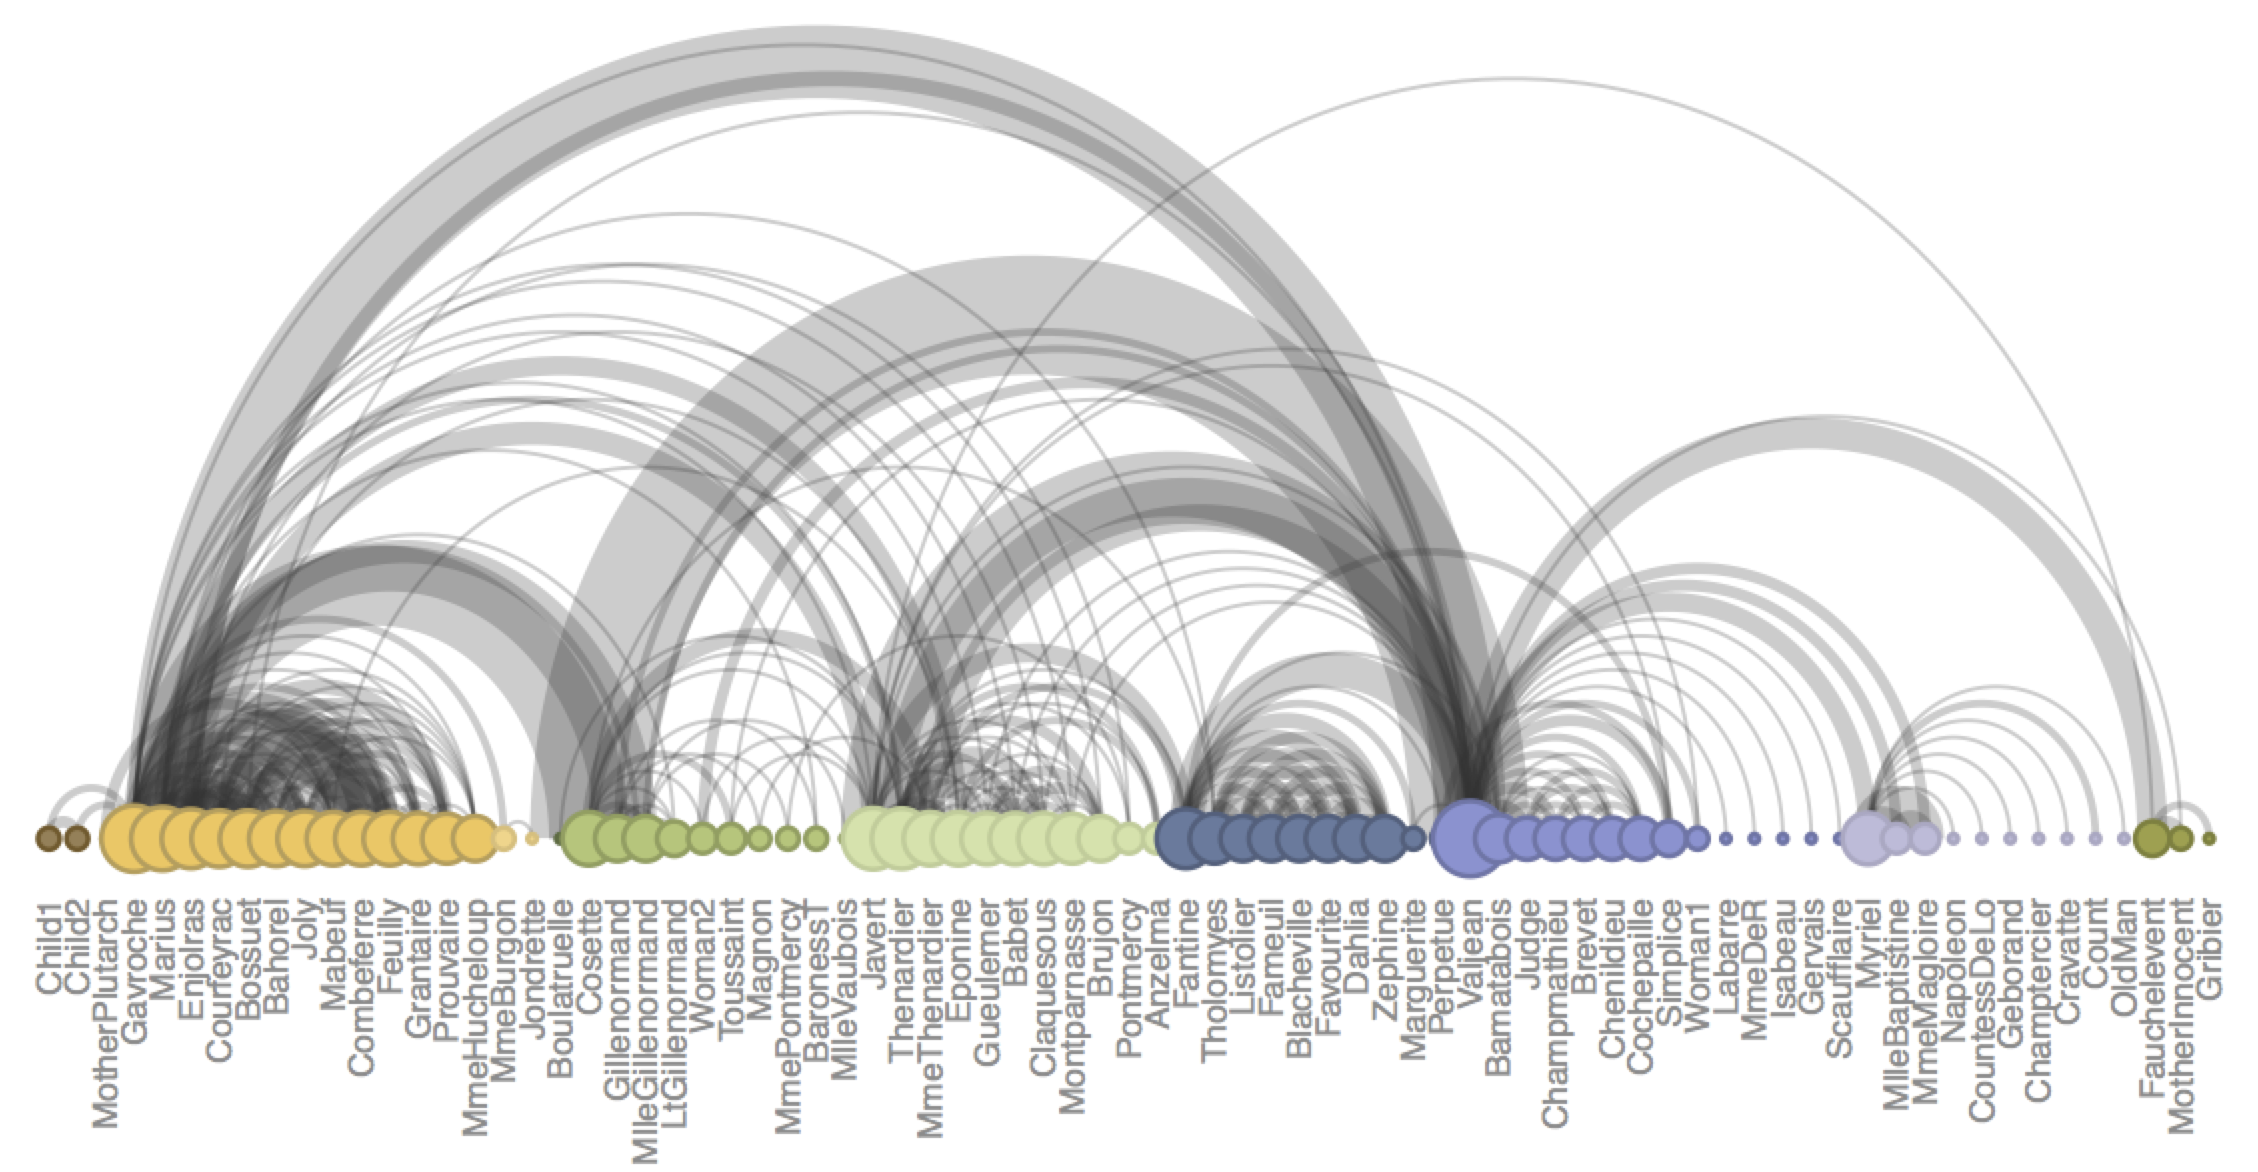 Child1
Child2
MotherPlutarch
Gavroche
Marius
Enjolras
Courfeyrac
Bossuet
Bahorel
Joly
Mabeuf
Combeferre
Feuilly
Grantaire
Prouvaire
MmeHucheloup
MmeBurgon
Jondrette
Boulatruelle
Cosette
Gillenormand
MlleGillenormand
LtGillenormand
Woman2
Toussaint
Magnon
MmePontmercy
BaronessT
MlleVaubois
Javert
Thenardier
MmeThenardier
Eponine
Gueulemer
Babet
Claquesous
Montparnasse
Brujon
Pontmercy
Anzelma
Fantine
Tholomyes
Listolier
Fameuil
Blacheville
Favourite
Dahlia
Zephine
Marguerite
Perpetue
Valjean
Bamatabois
Judge
Champmathieu
Brevet
Chenildieu
Cochepaille
Simplice
Woman1
Labarre
MmeDeR
Isabeau
Gervais
Scaufflaire
Myriel
MlleBaptistine
MmeMagloire
Napoleon
CountessDeLo
Geborand
Champtercier
Cravatte
Count
OldMan
Fauchelevent
MotherInnocent
Gribier